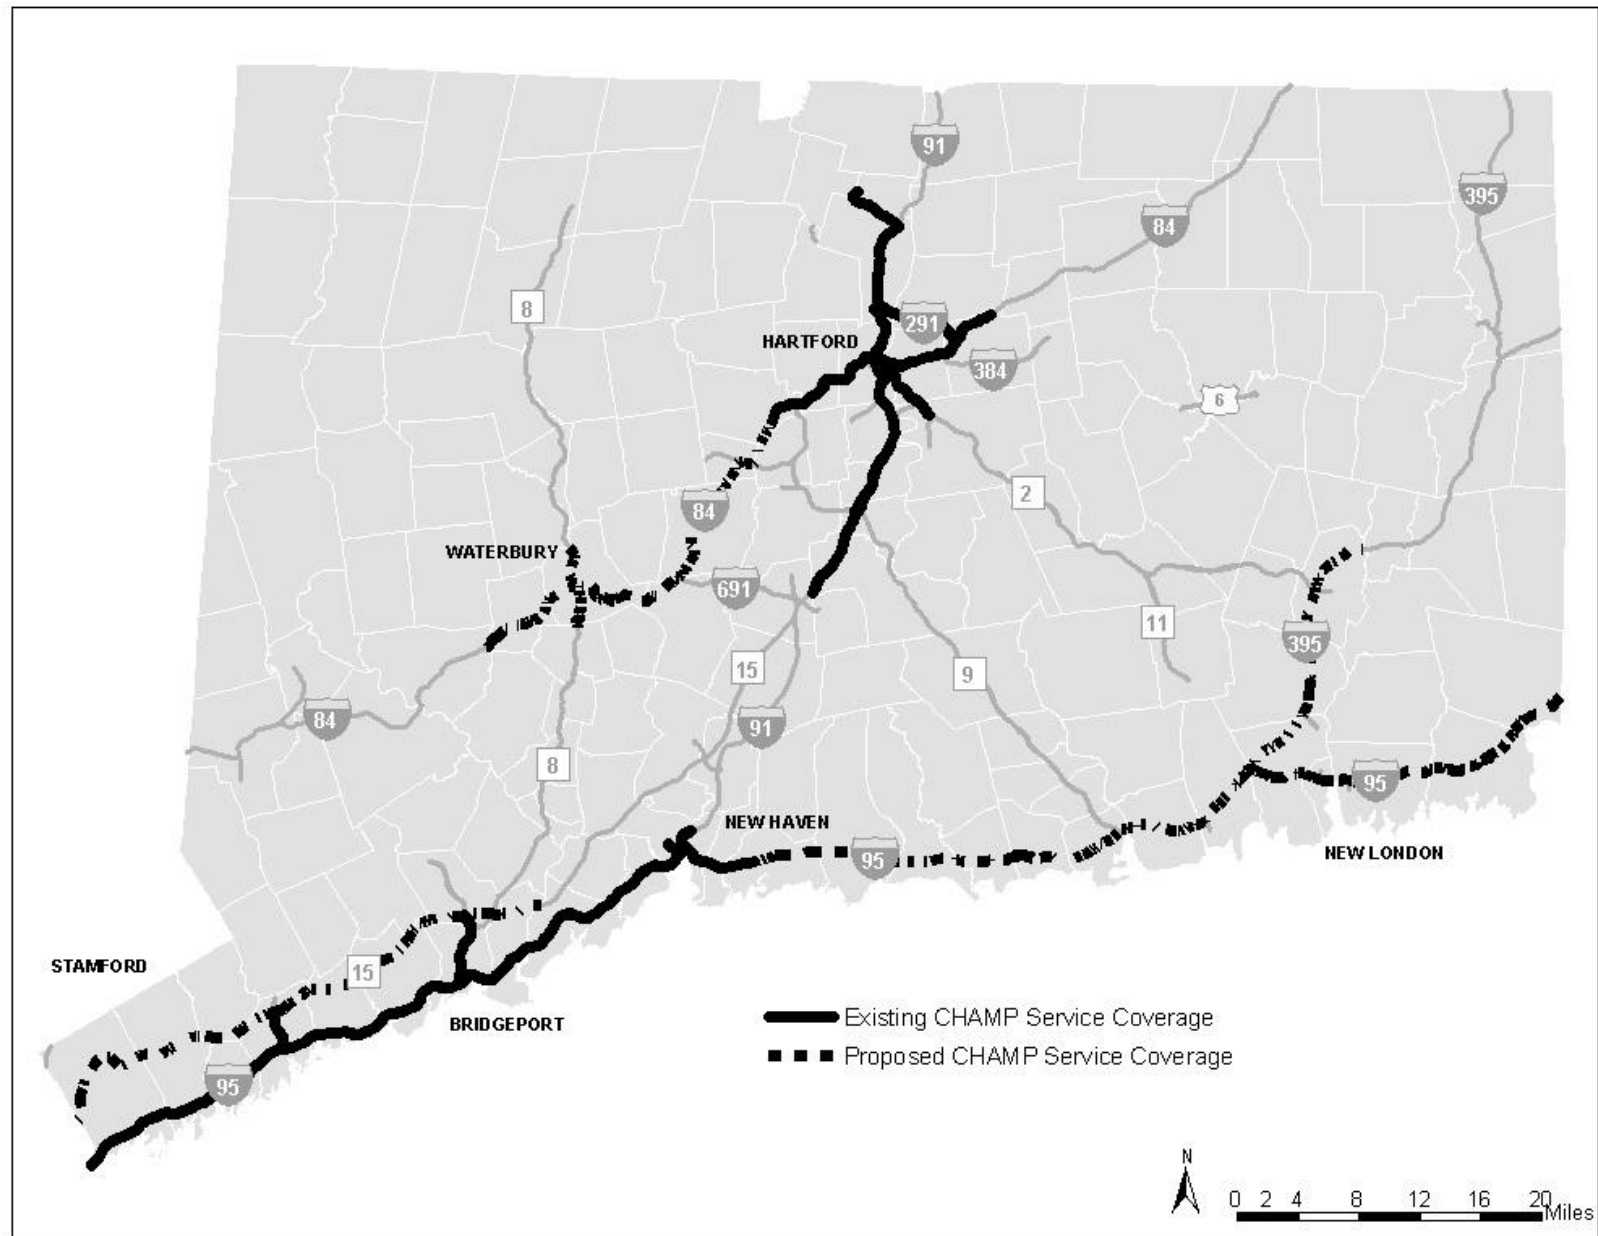 91
395
84
8
291
HARTFORD
384
6
2
84
WATERBURY
691
11
395
15
9
84
91
8
95
NEW HAVEN
95
NEW LONDON
STAMFORD
15
BRIDGEPORT
Existing CHAMP Service Coverage
Proposed CHAMP Service Coverage
95
N
0 2 4 8 12 16 20
Miles